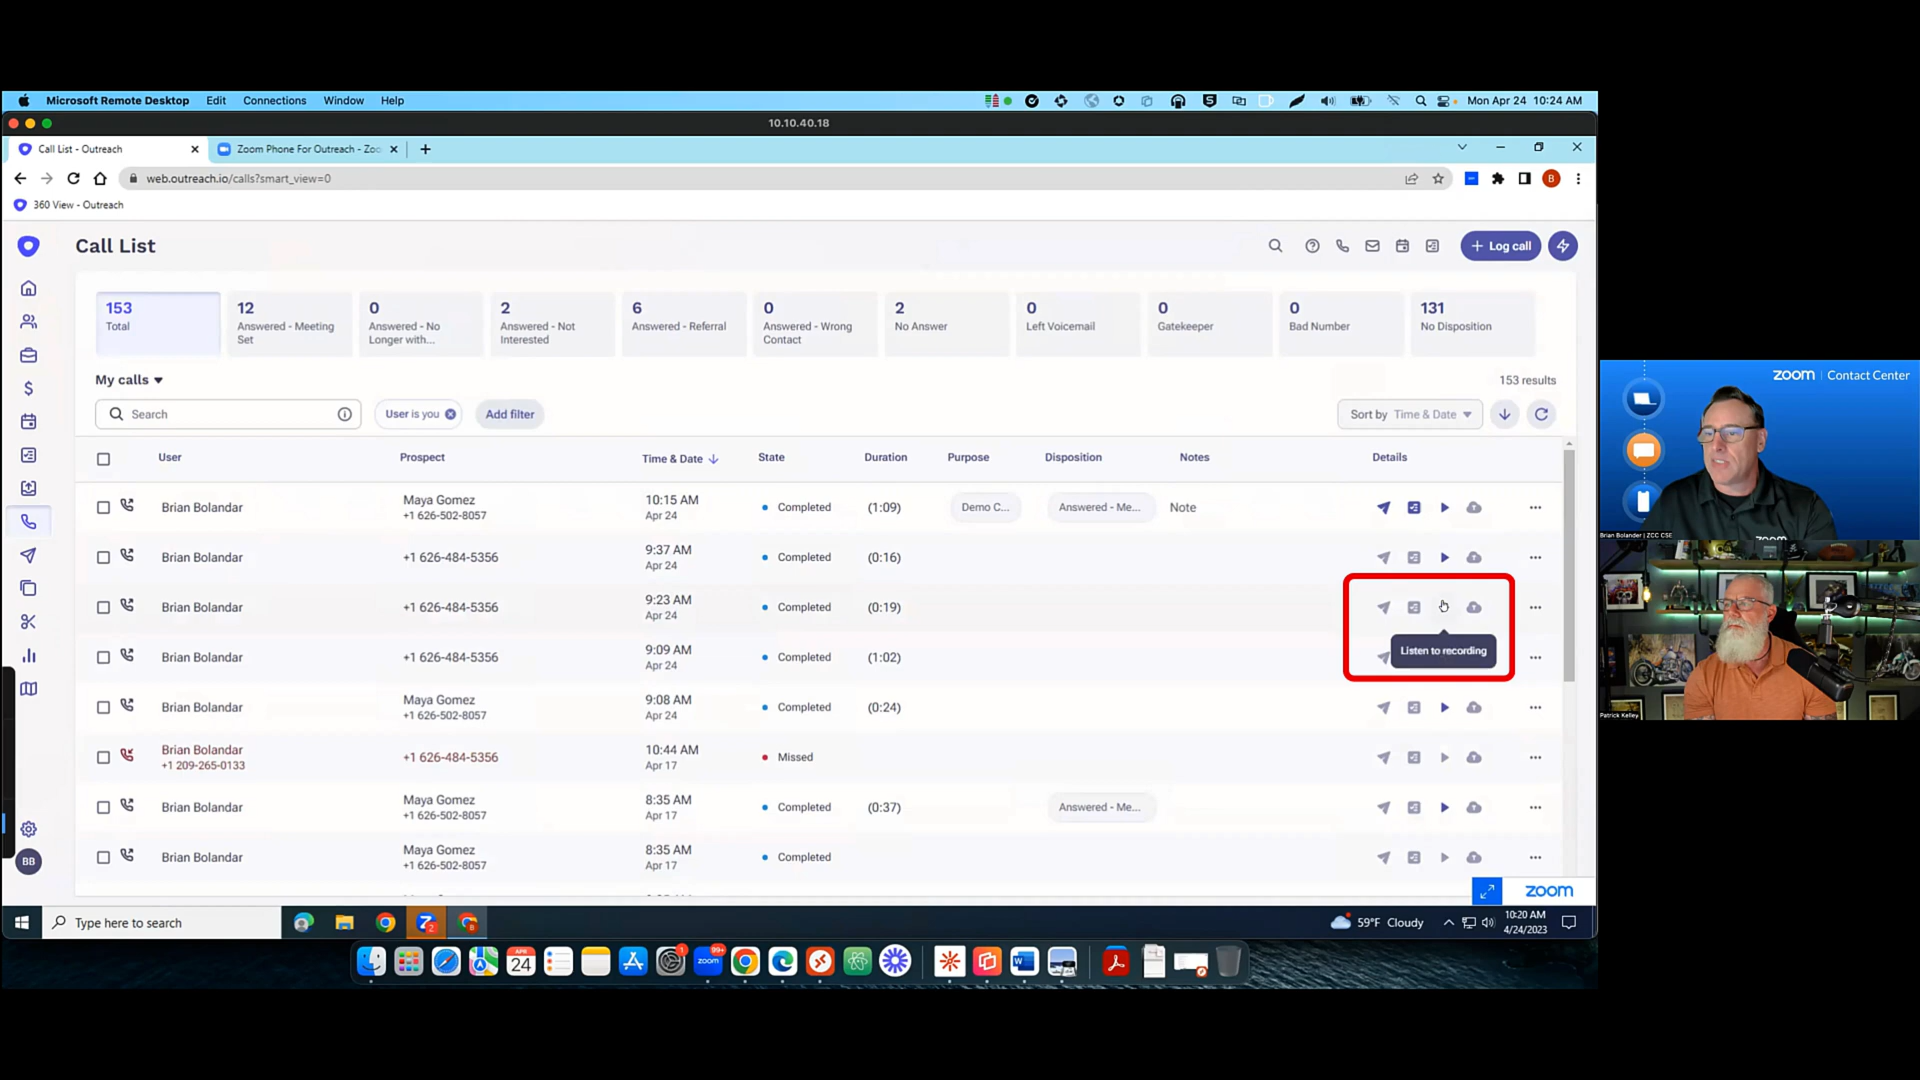 Microsoft Remote Desktop Edit Connections Window Help Mon Apr 24 10:24 AM
10.10.40.18
Call List - Outreach Zoom Phone For Outreach - Zoo
web.outreach.io/calls?smart_view=0 B
360 View - Outreach
Call List + Log call
153 12 0 2 6 0 2 0 0 0 131
Total Answered - Meeting Set Answered - No Longer with... Answered - Not Interested Answered - Referral Answered - Wrong Contact No Answer Left Voicemail Gatekeeper Bad Number No Disposition
My calls 153 results
Search User is you Add filter Sort by Time & Date
User Prospect Time & Date State Duration Purpose Disposition Notes Details
Brian Bolandar Maya Gomez +1 626-502-8057 10:15 AM Apr 24 Completed (1:09) Demo C... Answered - Me... Note
Brian Bolandar +1 626-484-5356 9:37 AM Apr 24 Completed (0:16)
Brian Bolandar +1 626-484-5356 9:23 AM Apr 24 Completed (0:19)
Listen to recording
Brian Bolandar +1 626-484-5356 9:09 AM Apr 24 Completed (1:02)
Brian Bolandar Maya Gomez +1 626-502-8057 9:08 AM Apr 24 Completed (0:24)
Brian Bolandar +1 209-265-0133 +1 626-484-5356 10:44 AM Apr 17 Missed
Brian Bolandar Maya Gomez +1 626-502-8057 8:35 AM Apr 17 Completed (0:37) Answered - Me...
Brian Bolandar Maya Gomez +1 626-502-8057 8:35 AM Apr 17 Completed
BB
zoom
Type here to search 59°F Cloudy 10:20 AM 4/24/2023
APR 24 zoom 99+ 1
zoom | Contact Center
Brian Bolander | ZCC CSE
zoom
Patrick Kelley